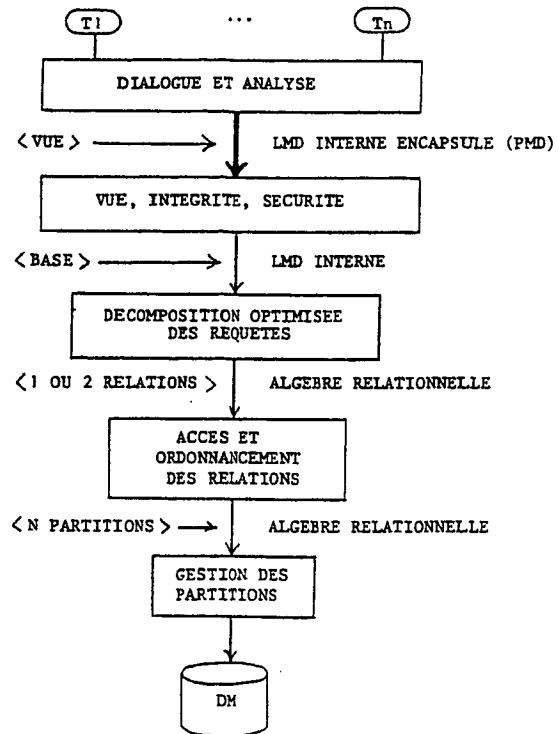 T1 ... Tn
DIALOGUE ET ANALYSE
<VUE> LMD INTERNE ENCAPSULE (PMD)
VUE, INTEGRITE, SECURITE
<BASE> LMD INTERNE
DECOMPOSITION OPTIMISEE
DES REQUETES
<1 OU 2 RELATIONS> ALGEBRE RELATIONNELLE
ACCES ET
ORDONNANCEMENT
DES RELATIONS
<N PARTITIONS> ALGEBRE RELATIONNELLE
GESTION DES
PARTITIONS
DM